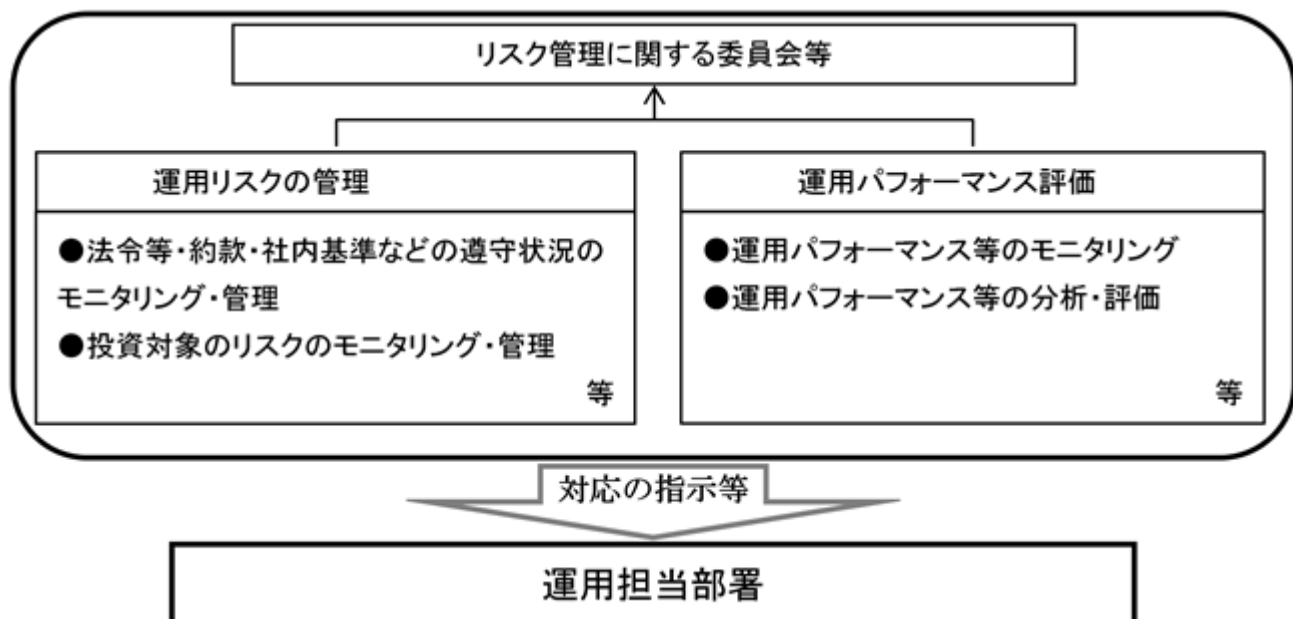 リスク管理に関する委員会等
運用リスクの管理
●法令等・約款・社内基準などの遵守状況の
モニタリング・管理
●投資対象のリスクのモニタリング・管理
等
運用パフォーマンス評価
●運用パフォーマンス等のモニタリング
●運用パフォーマンス等の分析・評価
等
対応の指示等
運用担当部署